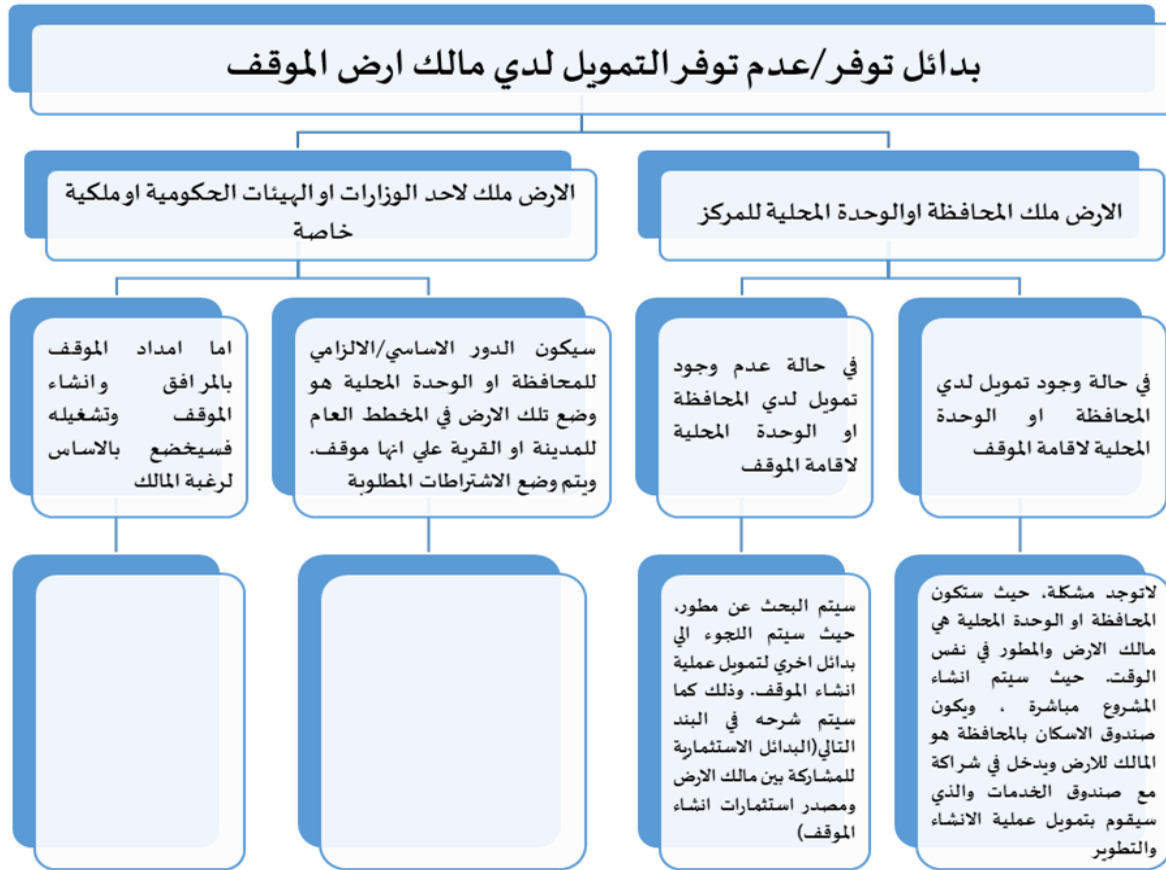 بدائل توفر/عدم توفر التمويل لدي مالك ارض الموقف
الارض ملك المحافظة اوالوحدة المحلية للمركز
الارض ملك لاحد الوزارات او الهيئات الحكومية او ملكية
خاصة
في حالة وجود تمويل لدي
المحافظة او الوحدة
المحلية لاقامة الموقف
في حالة عدم وجود
تمويل لدي المحافظة
او الوحدة المحلية
لاقامة الموقف
سيكون الدور الاساسي/الالزامي
للمحافظة او الوحدة المحلية هو
وضع تلك الارض في المخطط العام
للمدينة او القرية علي انها موقف.
ويتم وضع الاشتراطات المطلوبة
اما امداد الموقف
بالمرافق وانشاء
الموقف وتشغيله
فسيخضع بالاساس
لرغبة المالك
لاتوجد مشكلة، حيث ستكون
المحافظة او الوحدة المحلية هي
مالك الارض والمطور في نفس
الوقت. حيث سيتم انشاء
المشروع مباشرة ، ويكون
صندوق الاسكان بالمحافظة هو
المالك للارض ويدخل في شراكة
مع صندوق الخدمات والذي
سيقوم بتمويل عملية الانشاء
والتطوير
سيتم البحث عن مطور،
حيث سيتم اللجوء الي
بدائل اخري لتمويل عملية
انشاء الموقف. وذلك كما
سيتم شرحه في البند
التالي(البدائل الاستثمارية
للمشاركة بين مالك الارض
ومصدر استثمارات انشاء
الموقف)